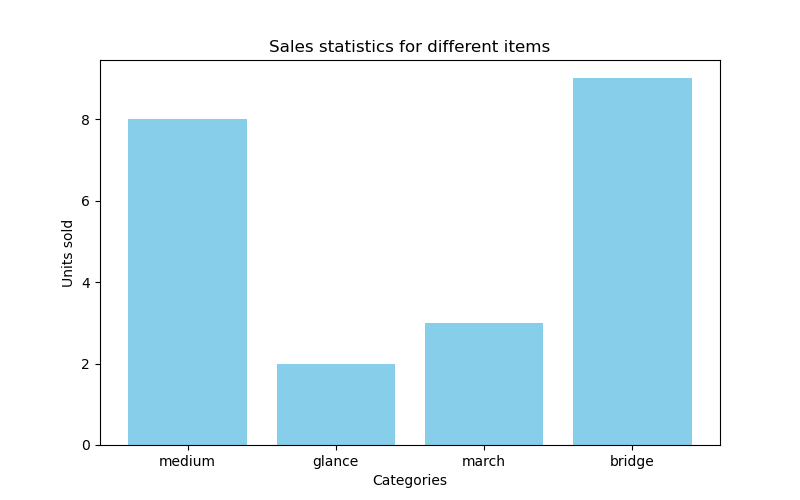 Sales statistics for different items
Units sold
8
6
4
2
0
medium glance march bridge
Categories